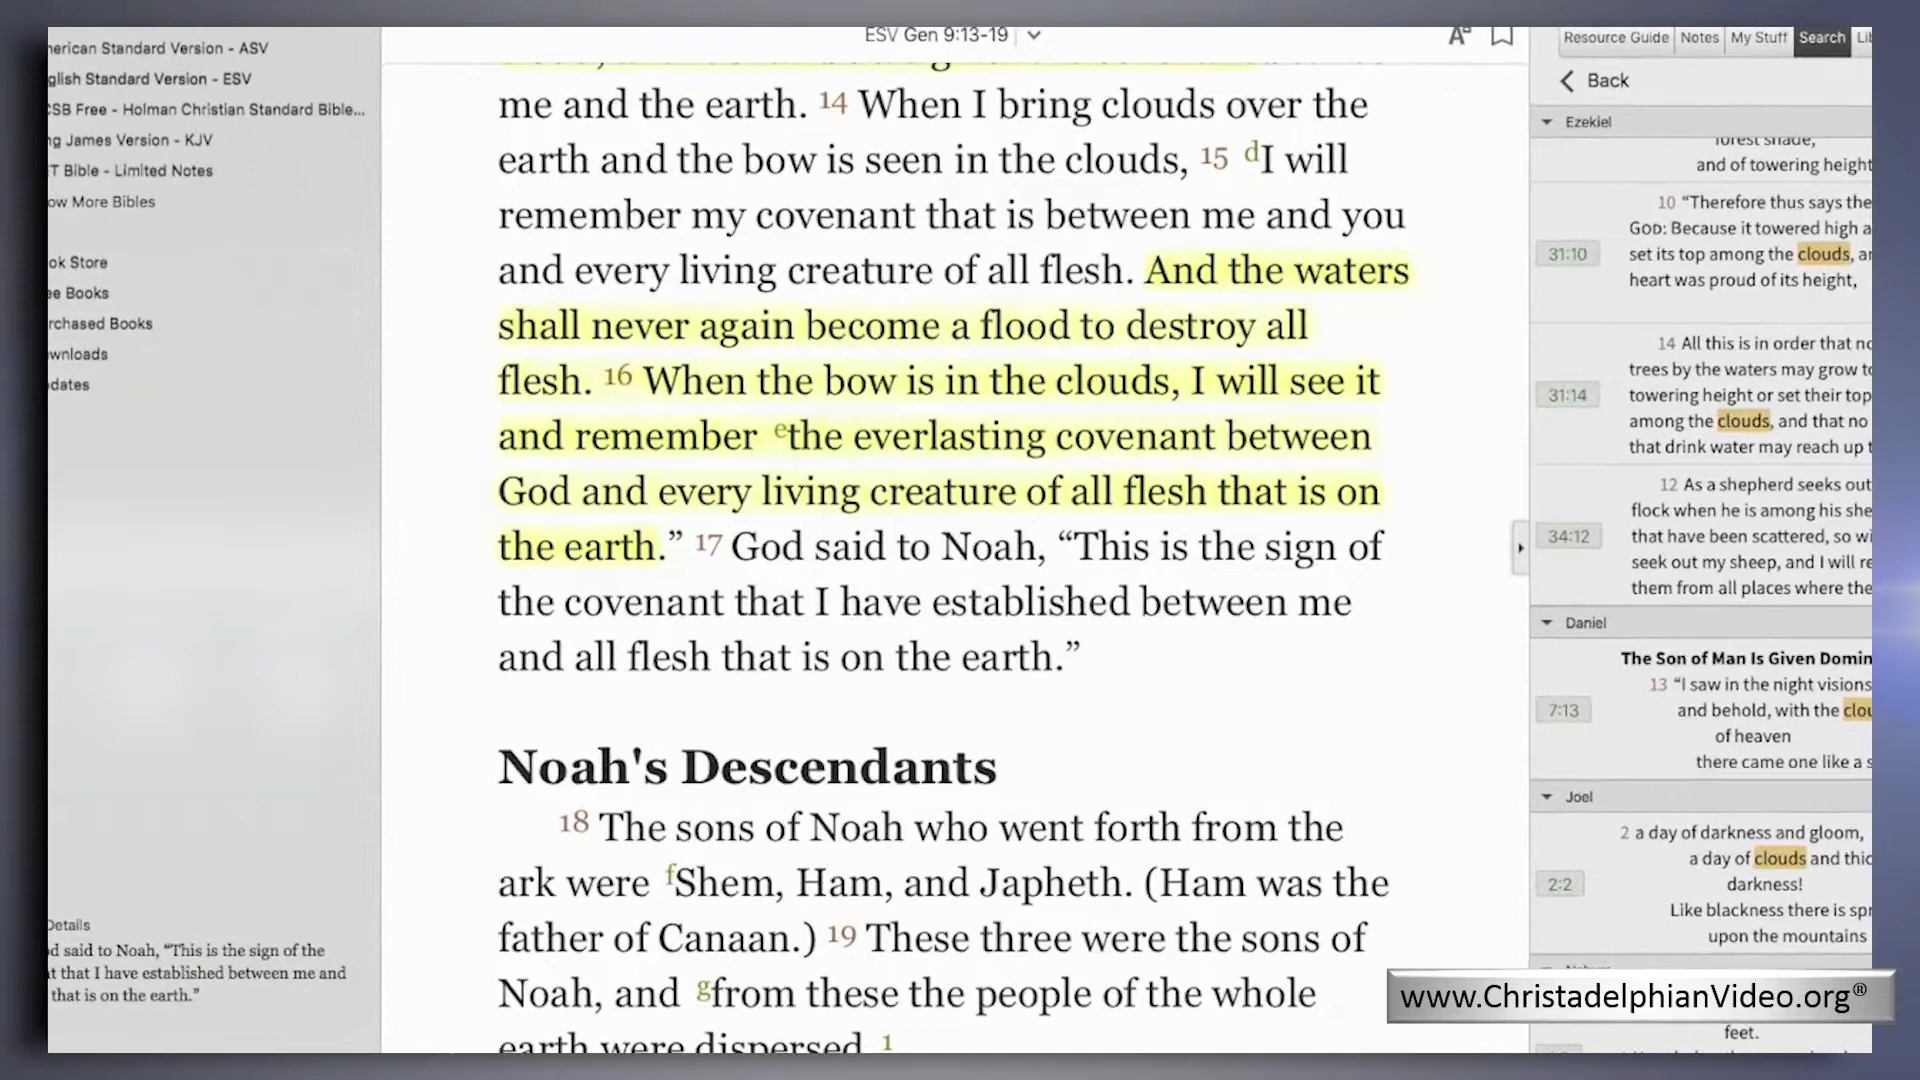 merican Standard Version - ASV
glish Standard Version - ESV
CSB Free - Holman Christian Standard Bible...
ng James Version - KJV
T Bible - Limited Notes
ow More Bibles
ok Store
ee Books
rchased Books
wnloads
dates
Details
d said to Noah, “This is the sign of the
t that I have established between me and
that is on the earth.”
ESV Gen 9:13-19
me and the earth. 14 When I bring clouds over the
earth and the bow is seen in the clouds, 15 dI will
remember my covenant that is between me and you
and every living creature of all flesh. And the waters
shall never again become a flood to destroy all
flesh. 16 When the bow is in the clouds, I will see it
and remember ethe everlasting covenant between
God and every living creature of all flesh that is on
the earth.” 17 God said to Noah, “This is the sign of
the covenant that I have established between me
and all flesh that is on the earth.”
Noah's Descendants
18 The sons of Noah who went forth from the
ark were fShem, Ham, and Japheth. (Ham was the
father of Canaan.) 19 These three were the sons of
Noah, and gfrom these the people of the whole
earth were dispersed. 1
Resource Guide Notes My Stuff Search Li
Back
Ezekiel
forest shade,
and of towering height
10 “Therefore thus says the
GOD: Because it towered high a
31:10 set its top among the clouds, a
heart was proud of its height,
14 All this is in order that no
trees by the waters may grow to
31:14 towering height or set their top
among the clouds, and that no
that drink water may reach up t
12 As a shepherd seeks out
flock when he is among his she
34:12 that have been scattered, so wi
seek out my sheep, and I will re
them from all places where the
Daniel
The Son of Man Is Given Domin
13 “I saw in the night visions
7:13 and behold, with the clou
of heaven
there came one like a s
Joel
2 a day of darkness and gloom,
a day of clouds and thic
2:2 darkness!
Like blackness there is spr
upon the mountains
www.ChristadelphianVideo.org®
feet.